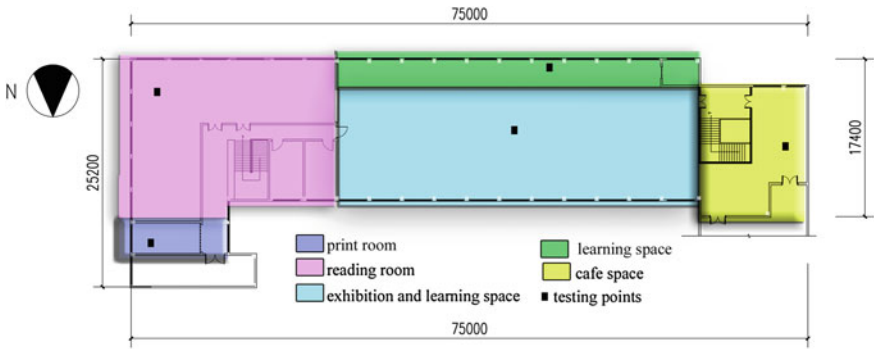 75000
N
25200
17400
print room
learning space
reading room
cafe space
exhibition and learning space
testing points
75000